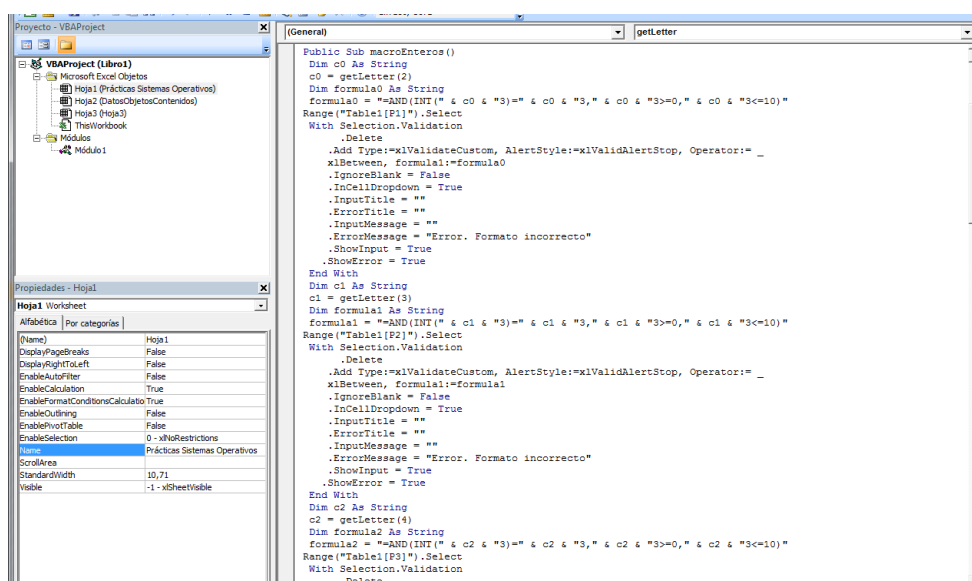 Proyecto - VBAProject
VBAProject (Libro1)
Microsoft Excel Objetos
Hoja1 (Prácticas Sistemas Operativos)
Hoja2 (DatosObjetosContenidos)
Hoja3 (Hoja3)
ThisWorkbook
Módulos
Módulo1
Propiedades - Hoja1
Hoja1 Worksheet
Alfabética
Por categorías
(Name) Hoja1
DisplayPageBreaks False
DisplayRightToLeft False
EnableAutoFilter False
EnableCalculation True
EnableFormatConditionsCalculatio True
EnableOutlining False
EnablePivotTable False
EnableSelection 0 - xlNoRestrictions
Name Prácticas Sistemas Operativos
ScrollArea
StandardWidth 10,71
Visible -1 - xlSheetVisible
(General) getLetter
Public Sub macroEnteros()
Dim c0 As String
c0 = getLetter(2)
Dim formula0 As String
formula0 = "=AND(INT(" & c0 & "3)=" & c0 & "3," & c0 & "3>=0," & c0 & "3<=10)"
Range("Table1[P1]").Select
With Selection.Validation
.Delete
.Add Type:=xlValidateCustom, AlertStyle:=xlValidAlertStop, Operator:= _
xlBetween, formula1:=formula0
.IgnoreBlank = False
.InCellDropdown = True
.InputTitle = ""
.ErrorTitle = ""
.InputMessage = ""
.ErrorMessage = "Error. Formato incorrecto"
.ShowInput = True
.ShowError = True
End With
Dim c1 As String
c1 = getLetter(3)
Dim formula1 As String
formula1 = "=AND(INT(" & c1 & "3)=" & c1 & "3," & c1 & "3>=0," & c1 & "3<=10)"
Range("Table1[P2]").Select
With Selection.Validation
.Delete
.Add Type:=xlValidateCustom, AlertStyle:=xlValidAlertStop, Operator:= _
xlBetween, formula1:=formula1
.IgnoreBlank = False
.InCellDropdown = True
.InputTitle = ""
.ErrorTitle = ""
.InputMessage = ""
.ErrorMessage = "Error. Formato incorrecto"
.ShowInput = True
.ShowError = True
End With
Dim c2 As String
c2 = getLetter(4)
Dim formula2 As String
formula2 = "=AND(INT(" & c2 & "3)=" & c2 & "3," & c2 & "3>=0," & c2 & "3<=10)"
Range("Table1[P3]").Select
With Selection.Validation
.Delete